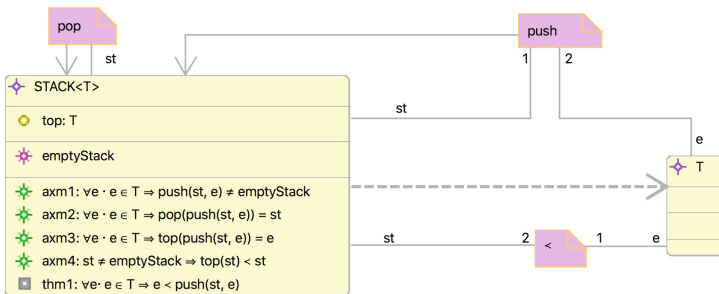 pop
push
st
1
2
STACK<T>
st
top: T
e
emptyStack
T
axm1: ∀e · e ∈ T ⇒ push(st, e) ≠ emptyStack
axm2: ∀e · e ∈ T ⇒ pop(push(st, e)) = st
axm3: ∀e · e ∈ T ⇒ top(push(st, e)) = e
st
2
<
1
e
axm4: st ≠ emptyStack ⇒ top(st) < st
thm1: ∀e · e ∈ T ⇒ e < push(st, e)